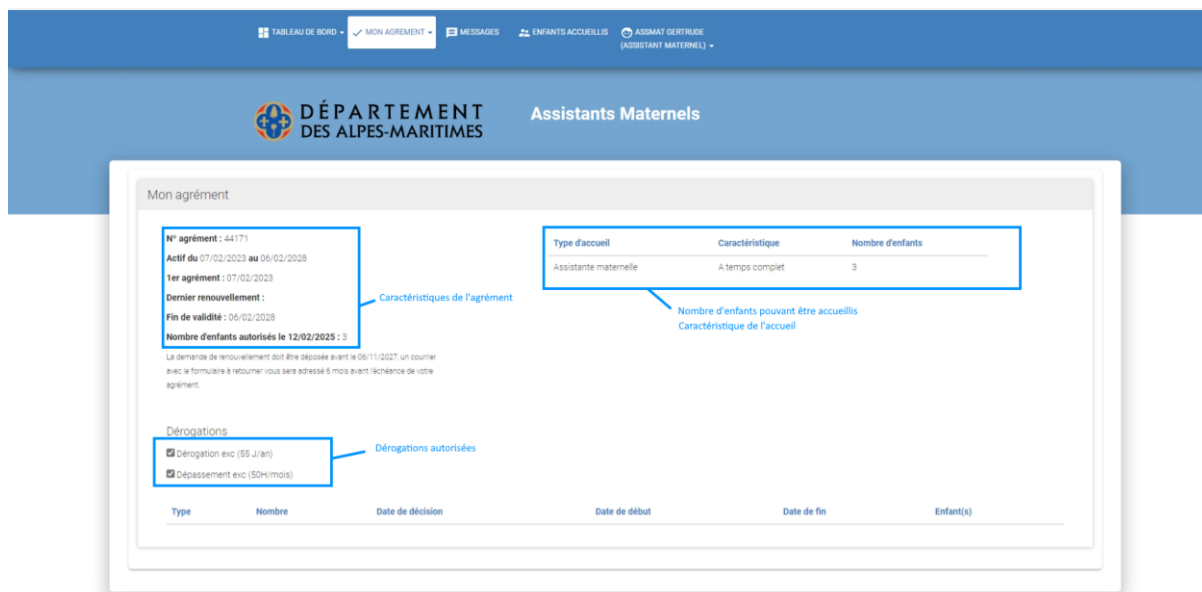 TABLEAU DE BORD
MON AGREMENT
MESSAGES
ENFANTS ACCUEILLIS
ASSMAT GERTRUDE
(ASSISTANT MATERNEL)
DÉPARTEMENT
DES ALPES-MARITIMES
Assistants Maternels
Mon agrément
N° agrément : 44171
Actif du 07/02/2023 au 06/02/2028
1er agrément : 07/02/2023
Dernier renouvellement :
Fin de validité : 06/02/2028
Nombre d'enfants autorisés le 12/02/2025 : 3
Caractéristiques de l'agrément
La demande de renouvellement doit être déposée avant le 06/11/2027, un courrier
avec le formulaire à retourner vous sera adressé 6 mois avant l'échéance de votre
agrément.
Type d'accueil Caractéristique Nombre d'enfants
Assistante maternelle A temps complet 3
Nombre d'enfants pouvant être accueillis
Caractéristique de l'accueil
Dérogations
Dérogation exc (55 J/an)
Dépassement exc (50H/mois)
Dérogations autorisées
Type Nombre Date de décision Date de début Date de fin Enfant(s)